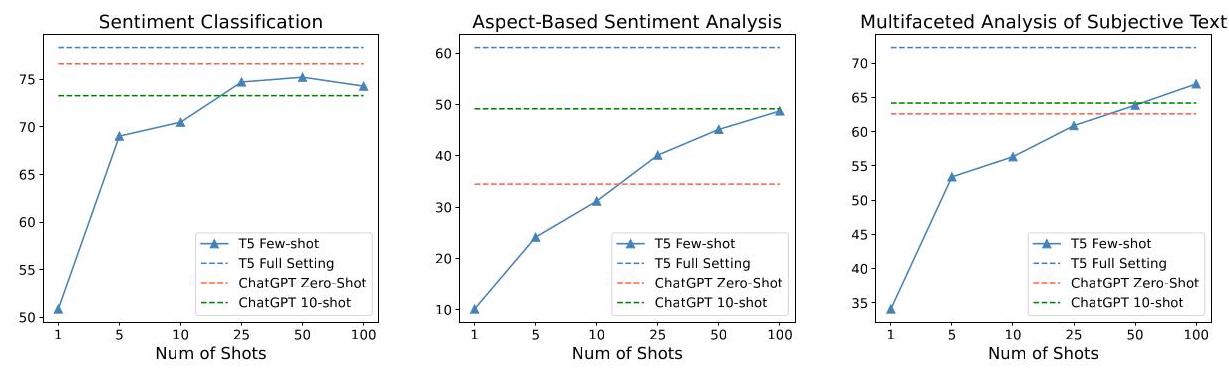 Sentiment Classification
75
70
65
60
55
50
1 5 10 25 50 100
Num of Shots
T5 Few-shot
T5 Full Setting
ChatGPT Zero-Shot
ChatGPT 10-shot
Aspect-Based Sentiment Analysis
60
50
40
30
20
10
1 5 10 25 50 100
Num of Shots
T5 Few-shot
T5 Full Setting
ChatGPT Zero-Shot
ChatGPT 10-shot
Multifaceted Analysis of Subjective Text
70
65
60
55
50
45
40
35
1 5 10 25 50 100
Num of Shots
T5 Few-shot
T5 Full Setting
ChatGPT Zero-Shot
ChatGPT 10-shot